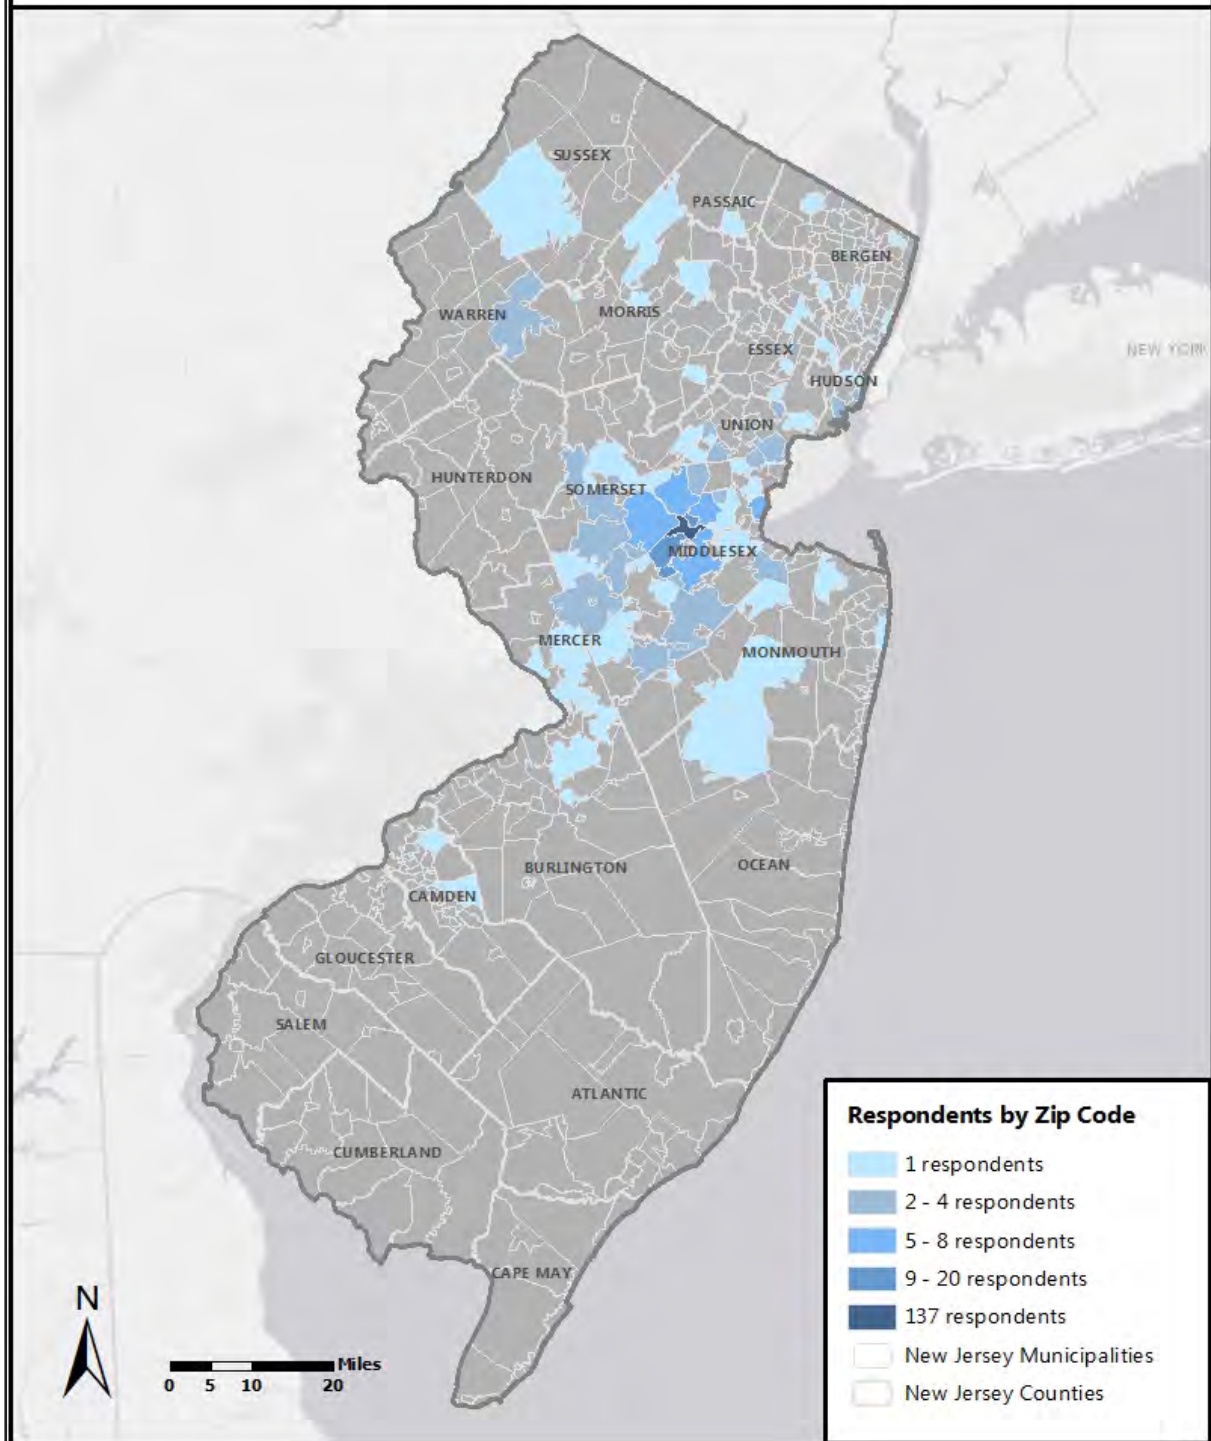 SUSSEX
PASSAIC
BERGEN
WARREN
MORRIS
ESSEX
NEW YORK
HUDSON
UNION
HUNTERDON
SOMERSET
MIDDLESEX
MERCER
MONMOUTH
BURLINGTON
OCEAN
CAMDEN
GLOUCESTER
SALEM
ATLANTIC
CUMBERLAND
CAPE MAY
Respondents by Zip Code
1 respondents
2 - 4 respondents
5 - 8 respondents
9 - 20 respondents
137 respondents
New Jersey Municipalities
New Jersey Counties
N
Miles
0 5 10 20